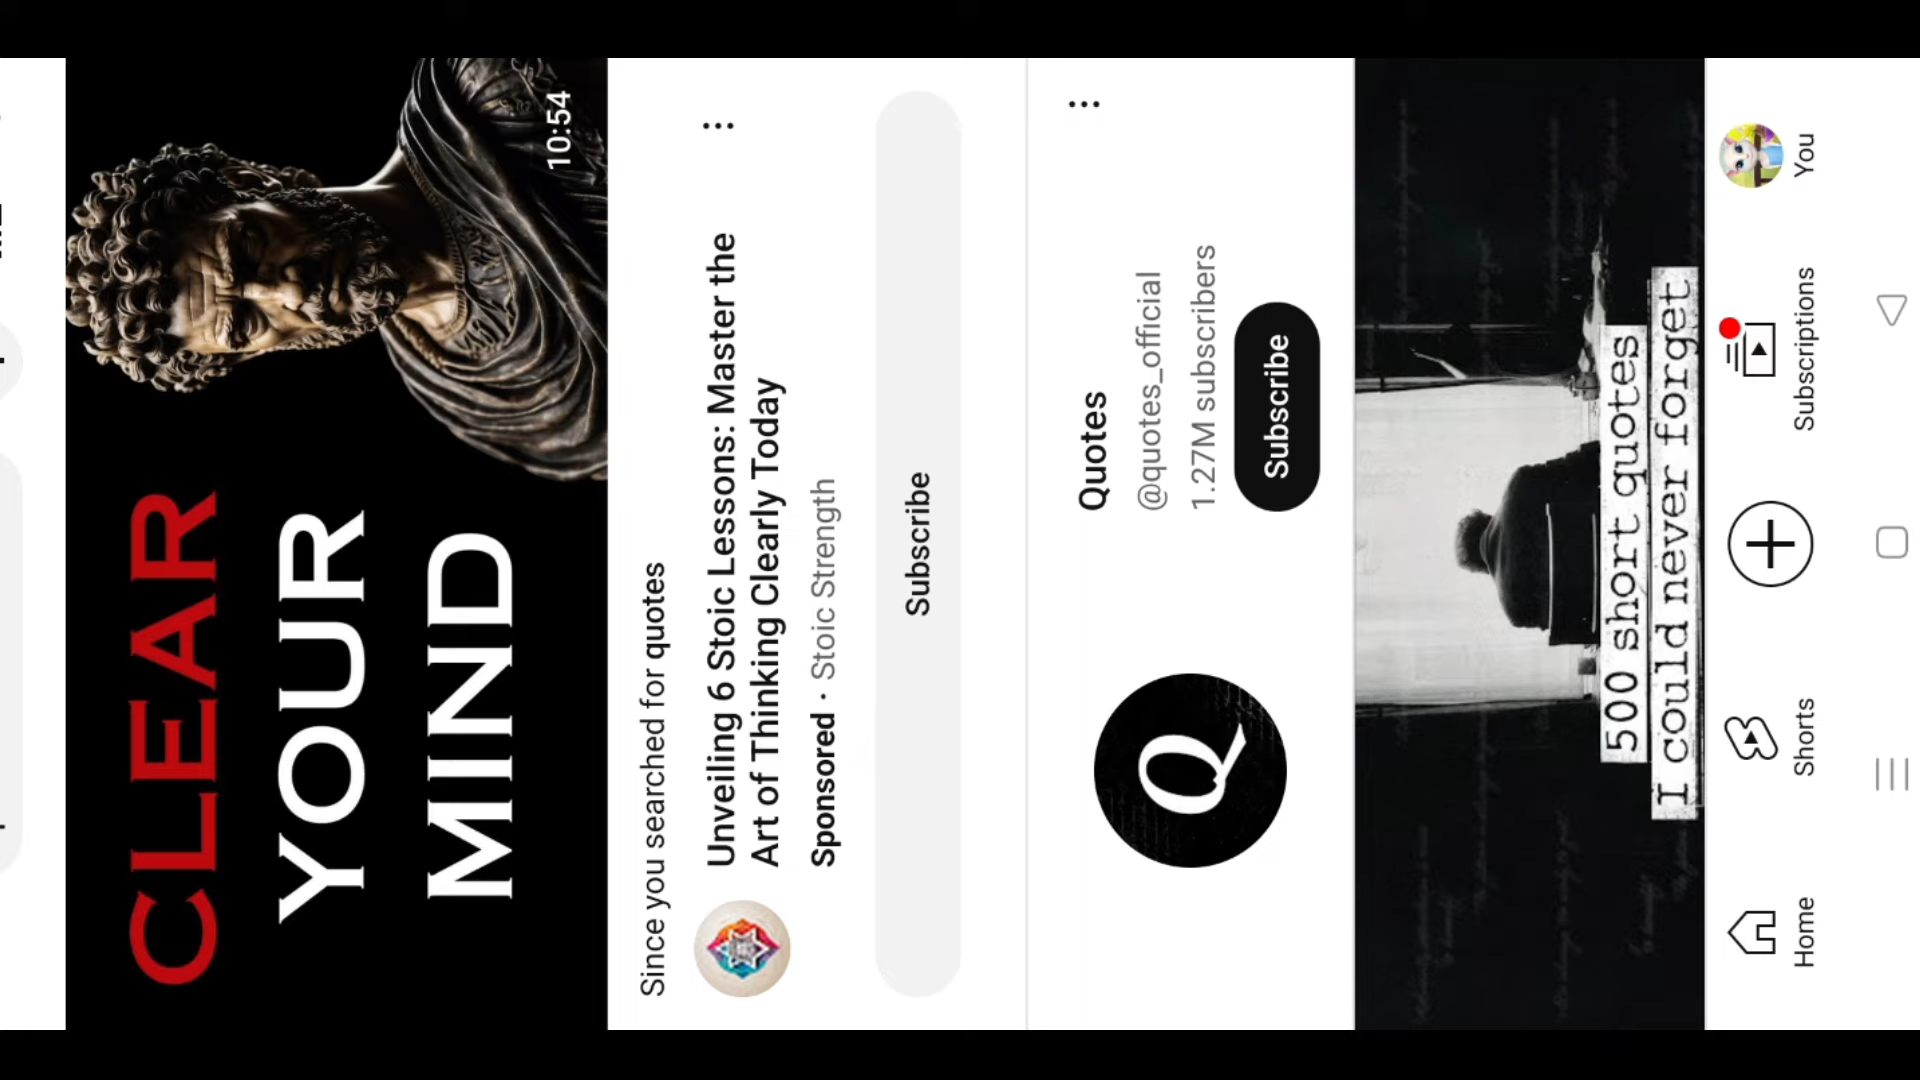 CLEAR
YOUR
MIND
10:54
Since you searched for quotes
Unveiling 6 Stoic Lessons: Master the
Art of Thinking Clearly Today
Sponsored · Stoic Strength
Subscribe
Quotes
@quotes_official
1.27M subscribers
Subscribe
Q
500 short quotes
I could never forget
Home
Shorts
Subscriptions
You